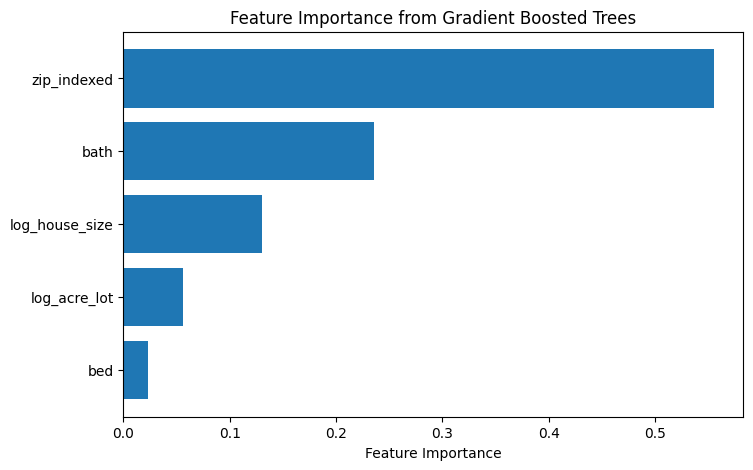 Feature Importance from Gradient Boosted Trees
zip_indexed
bath
log_house_size
log_acre_lot
bed
0.0 0.1 0.2 0.3 0.4 0.5
Feature Importance